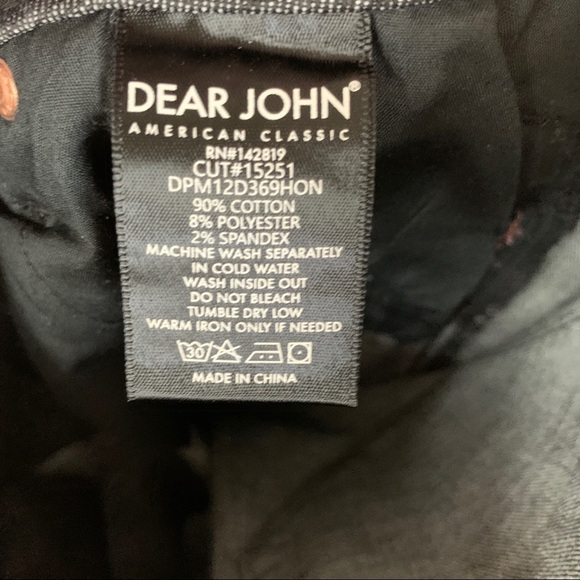 DEAR JOHN®
AMERICAN CLASSIC
RN#142819
CUT#15251
DPM12D369HON
90% COTTON
8% POLYESTER
2% SPANDEX
MACHINE WASH SEPARATELY
IN COLD WATER
WASH INSIDE OUT
DO NOT BLEACH
TUMBLE DRY LOW
WARM IRON ONLY IF NEEDED
30
MADE IN CHINA